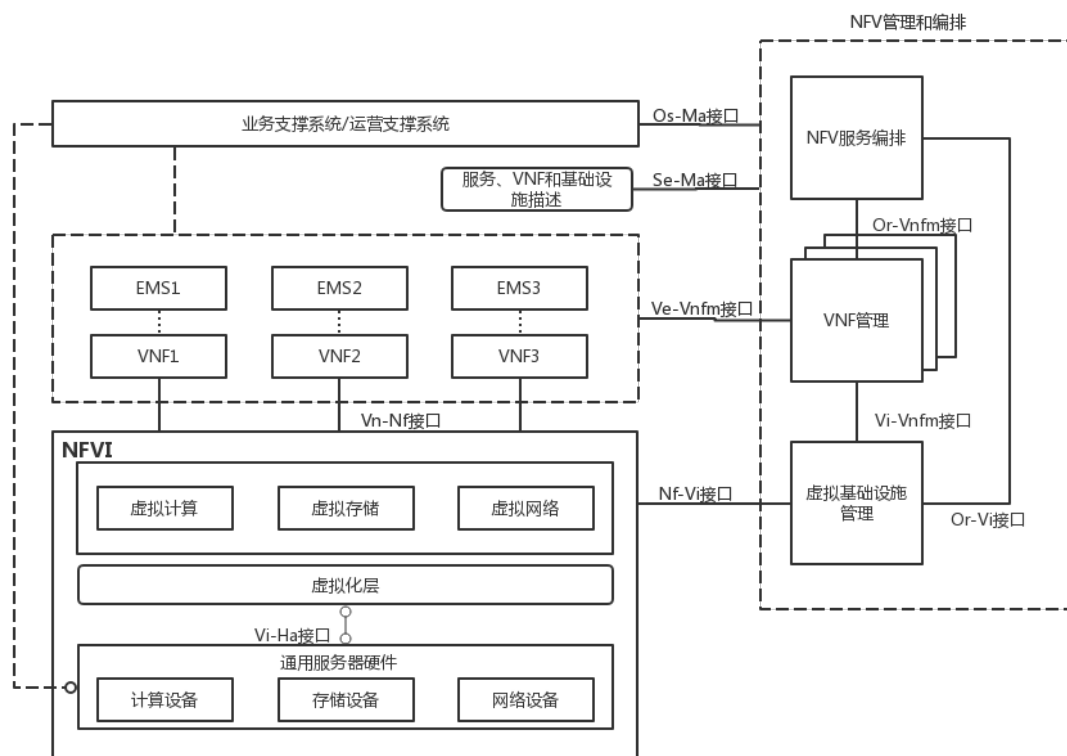 NFV管理和编排
业务支撑系统/运营支撑系统
Os-Ma接口
NFV服务编排
服务、VNF和基础设
施描述
Se-Ma接口
Or-Vnfm接口
EMS1
EMS2
EMS3
Ve-Vnfm接口
VNF管理
VNF1
VNF2
VNF3
Vn-Nf接口
Vi-Vnfm接口
NFVI
虚拟计算
虚拟存储
虚拟网络
Nf-Vi接口
虚拟基础设施
管理
Or-Vi接口
虚拟化层
Vi-Ha接口
通用服务器硬件
计算设备
存储设备
网络设备